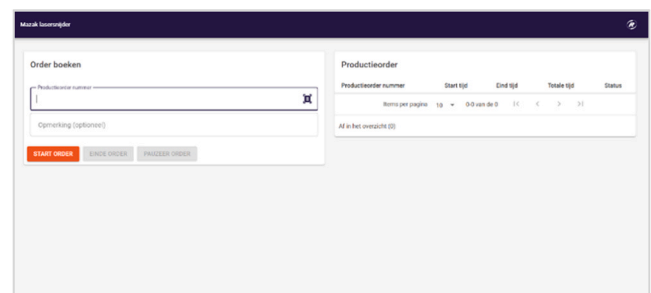 Mazak lasersnijder
Order boeken
Productieorder nummer
Opmerking (optioneel)
START ORDER
EINDE ORDER
PAUZEER ORDER
Productieorder
Productieorder nummer Start tijd Eind tijd Totale tijd Status
Items per pagina 10 0-0 van de 0
Af in het overzicht (0)